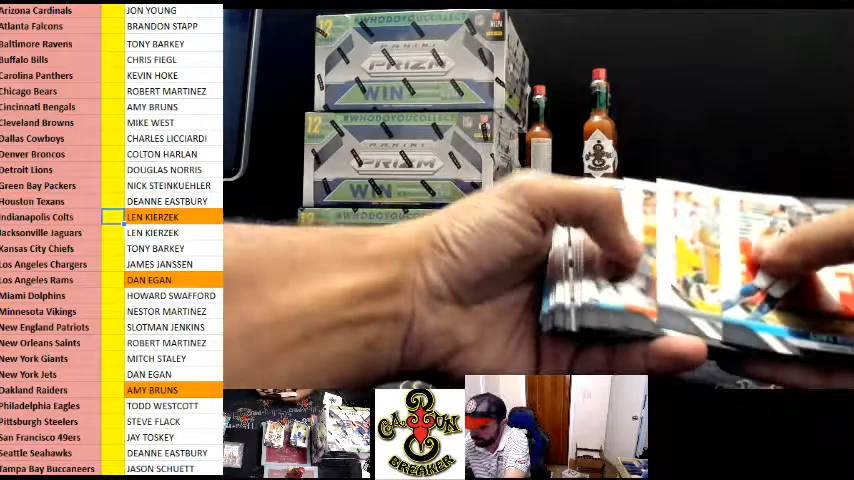 Arizona Cardinals JON YOUNG
Atlanta Falcons BRANDON STAPP
Baltimore Ravens TONY BARKEY
Buffalo Bills CHRIS FIEGL
Carolina Panthers KEVIN HOKE
Chicago Bears ROBERT MARTINEZ
Cincinnati Bengals AMY BRUNS
Cleveland Browns MIKE WEST
Dallas Cowboys CHARLES LICCIARDI
Denver Broncos COLTON HARLAN
Detroit Lions DOUGLAS NORRIS
Green Bay Packers NICK STEINKUEHLER
Houston Texans DEANNE EASTBURY
Indianapolis Colts LEN KIERZEK
Jacksonville Jaguars LEN KIERZEK
Kansas City Chiefs TONY BARKEY
Los Angeles Chargers JAMES JANSSEN
Los Angeles Rams DAN EGAN
Miami Dolphins HOWARD SWAFFORD
Minnesota Vikings NESTOR MARTINEZ
New England Patriots SLOTMAN JENKINS
New Orleans Saints ROBERT MARTINEZ
New York Giants MITCH STALEY
New York Jets DAN EGAN
Oakland Raiders AMY BRUNS
Philadelphia Eagles TODD WESTCOTT
Pittsburgh Steelers STEVE FLACK
San Francisco 49ers JAY TOSKEY
Seattle Seahawks DEANNE EASTBURY
Tampa Bay Buccaneers JASON SCHUETT
12 #WHODOYOUCOLLECT
PANINI
PRIZM
WIN
12 #WHODOYOUCOLLECT
PANINI
PRIZM
WIN
CAJUN
BREAKER